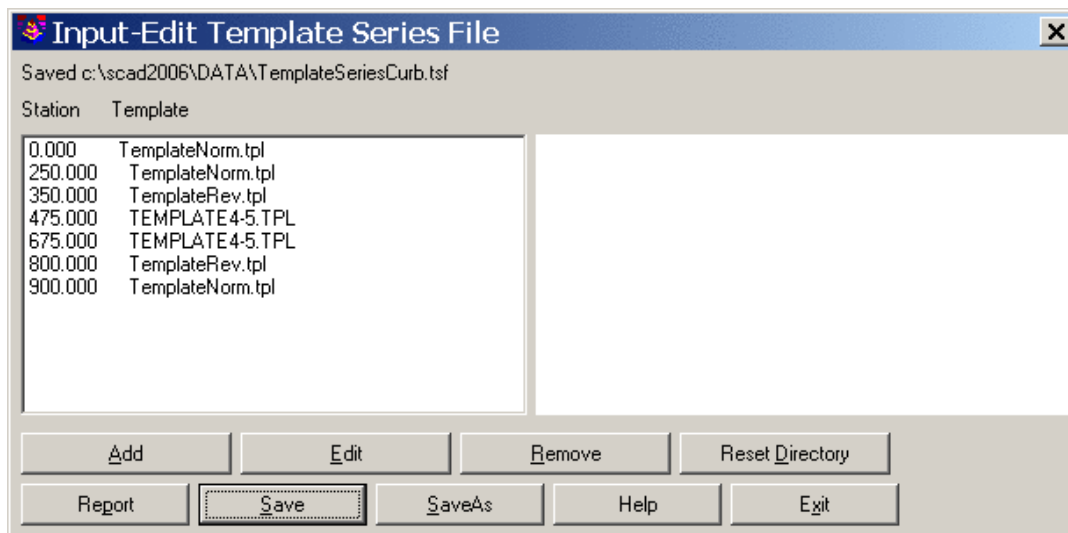 Input-Edit Template Series File
Saved c:\scad2006\DATA\TemplateSeriesCurb.tsf
Station Template
0.000 TemplateNorm.tpl
250.000 TemplateNorm.tpl
350.000 TemplateRev.tpl
475.000 TEMPLATE4-5.TPL
675.000 TEMPLATE4-5.TPL
800.000 TemplateRev.tpl
900.000 TemplateNorm.tpl
Add Edit Remove Reset Directory
Report Save SaveAs Help Exit